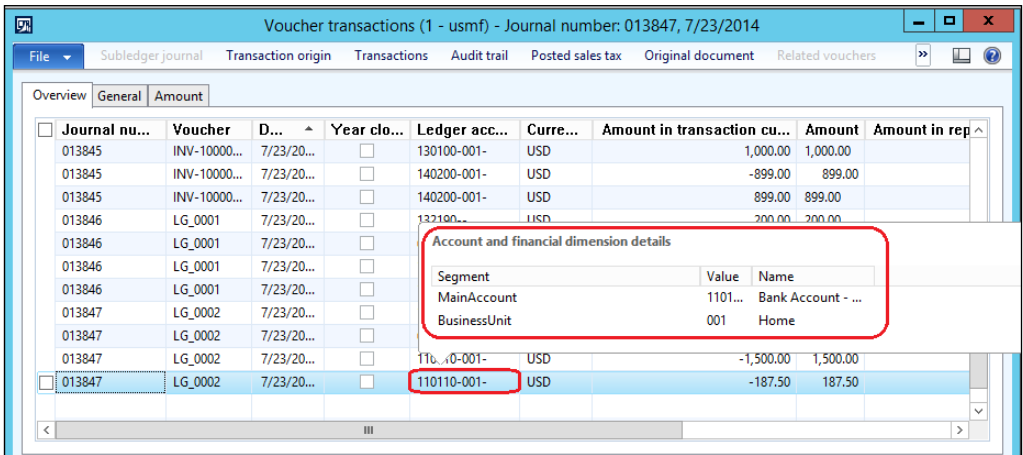 Voucher transactions (1 - usmf) - Journal number: 013847, 7/23/2014
File Subledger journal Transaction origin Transactions Audit trail Posted sales tax Original document Related vouchers »
Overview General Amount
Journal nu... Voucher D... Year clo... Ledger acc... Curre... Amount in transaction cu... Amount Amount in rep
013845 INV-10000... 7/23/20... 130100-001- USD 1,000.00 1,000.00
013845 INV-10000... 7/23/20... 140200-001- USD -899.00 899.00
013845 INV-10000... 7/23/20... 140200-001- USD 899.00 899.00
013846 LG_0001 7/23/20... 132190-- USD 200.00 200.00
013846 LG_0001 7/23/20...
013846 LG_0001 7/23/20...
013846 LG_0001 7/23/20...
013847 LG_0002 7/23/20...
013847 LG_0002 7/23/20...
Account and financial dimension details
Segment Value Name
MainAccount 1101... Bank Account - ...
BusinessUnit 001 Home
013847 LG_0002 7/23/20... USD -1,500.00 1,500.00
013847 LG_0002 7/23/20... 110110-001- USD -187.50 187.50